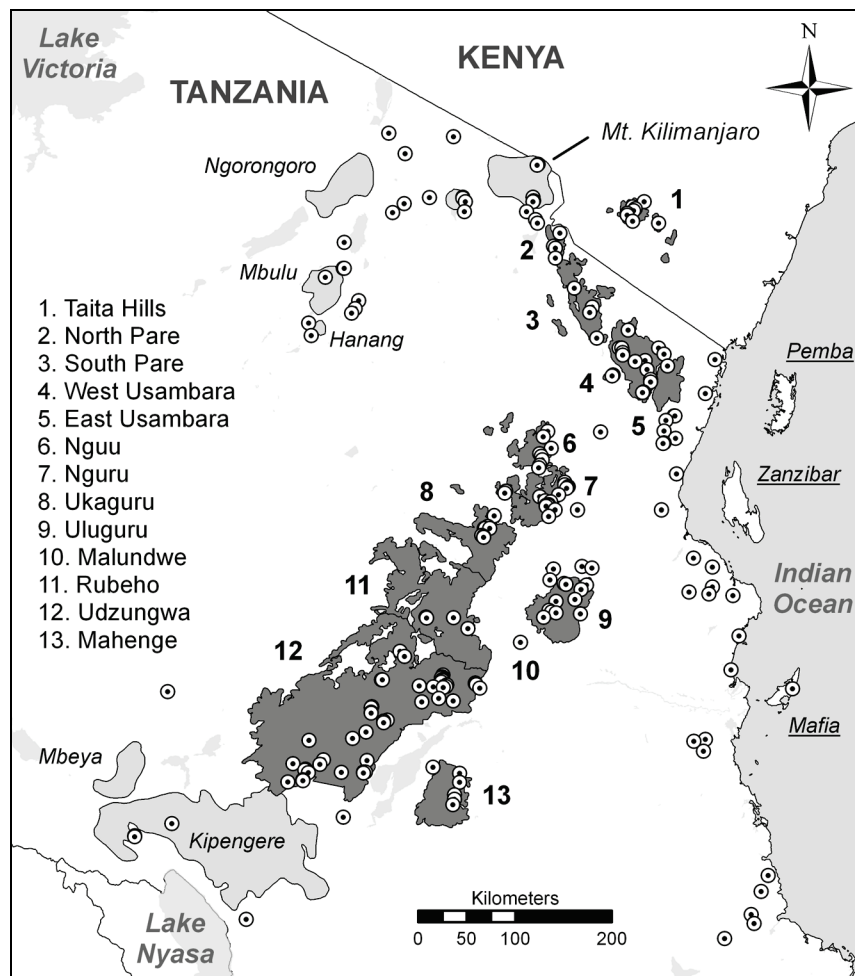 Lake
Victoria
KENYA
TANZANIA
N
Mt. Kilimanjaro
Ngorongoro
1
2
Mbulu
3
Hanang
4
5
Pemba
1. Taita Hills
2. North Pare
3. South Pare
4. West Usambara
5. East Usambara
6. Nguu
7. Nguru
8. Ukaguru
9. Uluguru
10. Malundwe
11. Rubeho
12. Udzungwa
13. Mahenge
6
7
8
Zanzibar
Indian
Ocean
11
9
12
10
Mafia
Mbeya
13
Kipengere
Lake
Nyasa
Kilometers
0 50 100 200